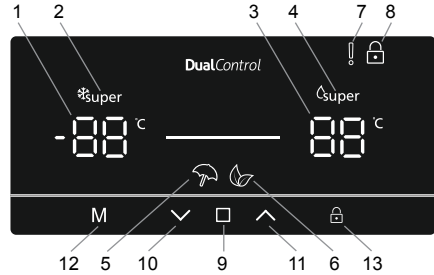 1 2 3 4 7 8
DualControl
super super
-88 °C 88 °C
M
12 5 10 9 11 6 13